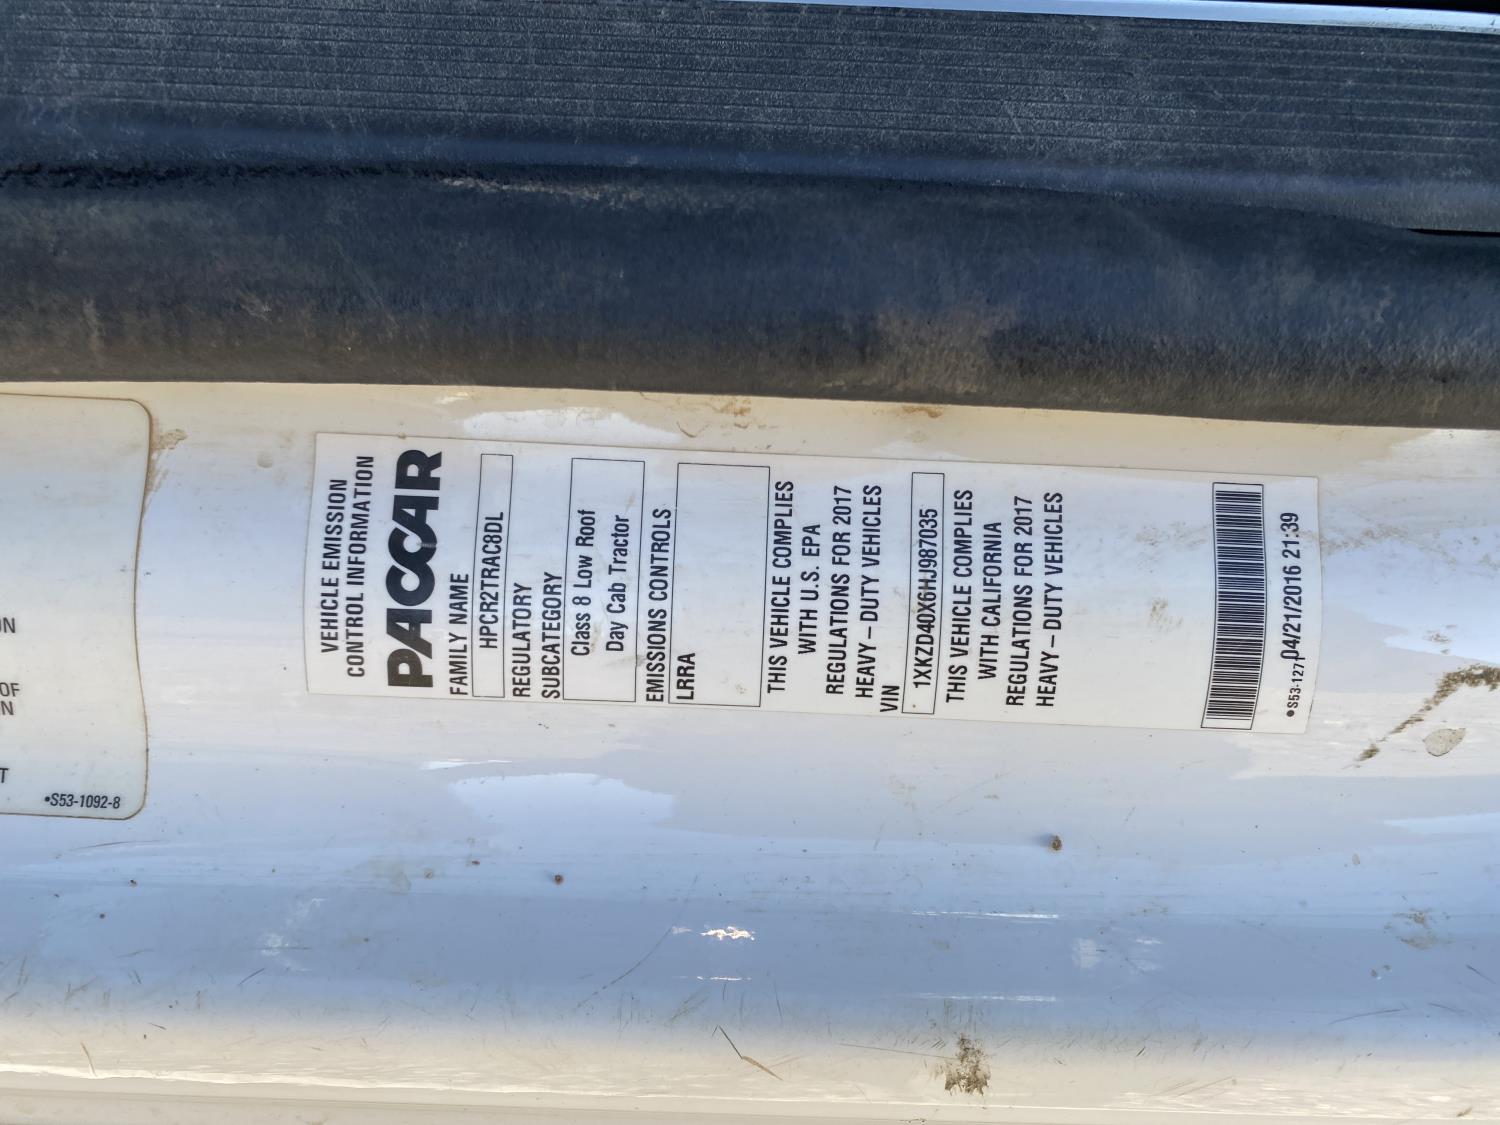 VEHICLE EMISSION
CONTROL INFORMATION
PACCAR
FAMILY NAME
HPCR2TRAC8DL
REGULATORY
SUBCATEGORY
Class 8 Low Roof
Day Cab Tractor
EMISSIONS CONTROLS
LRRA
THIS VEHICLE COMPLIES
WITH U.S. EPA
REGULATIONS FOR 2017
HEAVY – DUTY VEHICLES
VIN
1XKZD40X6HJ987035
THIS VEHICLE COMPLIES
WITH CALIFORNIA
REGULATIONS FOR 2017
HEAVY – DUTY VEHICLES
•S53-1271
04/21/2016 21:39
ON
OF
N
T
•S53-1092-8